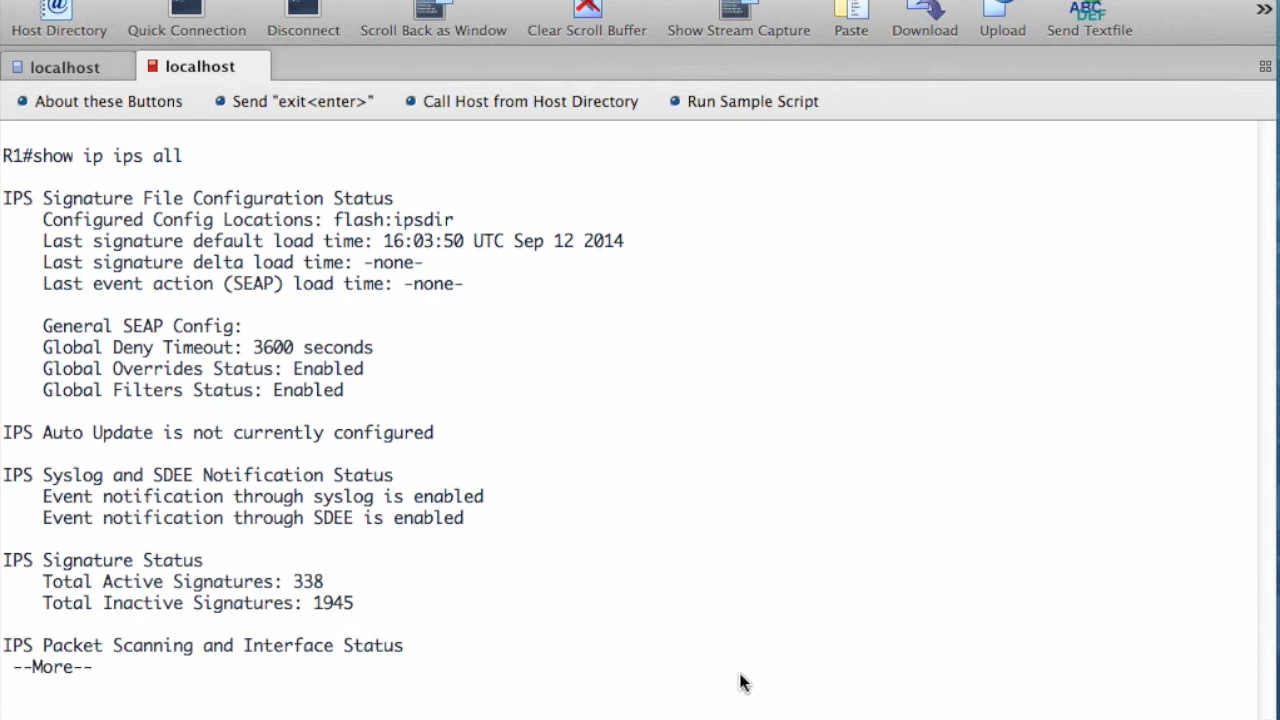 Host Directory Quick Connection Disconnect Scroll Back as Window Clear Scroll Buffer Show Stream Capture Paste Download Upload Send Textfile
localhost localhost
About these Buttons Send "exit<enter>" Call Host from Host Directory Run Sample Script
R1#show ip ips all
IPS Signature File Configuration Status
Configured Config Locations: flash:ipsdir
Last signature default load time: 16:03:50 UTC Sep 12 2014
Last signature delta load time: -none-
Last event action (SEAP) load time: -none-
General SEAP Config:
Global Deny Timeout: 3600 seconds
Global Overrides Status: Enabled
Global Filters Status: Enabled
IPS Auto Update is not currently configured
IPS Syslog and SDEE Notification Status
Event notification through syslog is enabled
Event notification through SDEE is enabled
IPS Signature Status
Total Active Signatures: 338
Total Inactive Signatures: 1945
IPS Packet Scanning and Interface Status
--More--